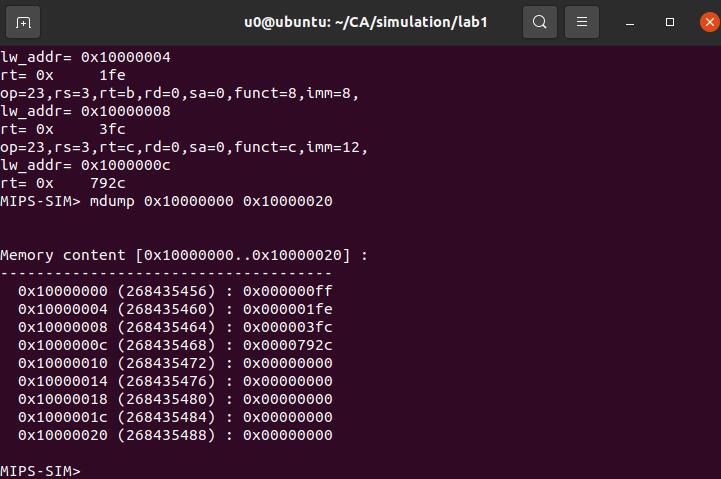 u0@ubuntu: ~/CA/simulation/lab1
lw_addr= 0x10000004
rt= 0x     1fe
op=23,rs=3,rt=b,rd=0,sa=0,funct=8,imm=8,
lw_addr= 0x10000008
rt= 0x     3fc
op=23,rs=3,rt=c,rd=0,sa=0,funct=c,imm=12,
lw_addr= 0x1000000c
rt= 0x    792c
MIPS-SIM> mdump 0x10000000 0x10000020
Memory content [0x10000000..0x10000020] :
-------------------------------------
  0x10000000 (268435456) : 0x000000ff
  0x10000004 (268435460) : 0x000001fe
  0x10000008 (268435464) : 0x000003fc
  0x1000000c (268435468) : 0x0000792c
  0x10000010 (268435472) : 0x00000000
  0x10000014 (268435476) : 0x00000000
  0x10000018 (268435480) : 0x00000000
  0x1000001c (268435484) : 0x00000000
  0x10000020 (268435488) : 0x00000000
MIPS-SIM>